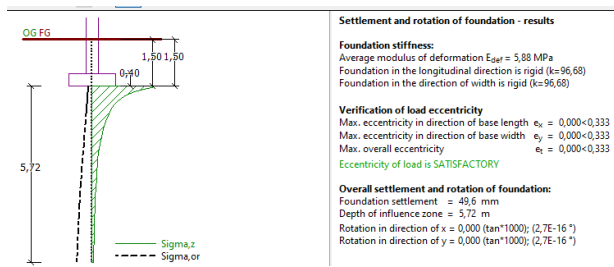 OG FG
1,50 1,50
0,40
5,72
Sigma,z
Sigma,or
Settlement and rotation of foundation - results
Foundation stiffness:
Average modulus of deformation Edef = 5,88 MPa
Foundation in the longitudinal direction is rigid (k=96,68)
Foundation in the direction of width is rigid (k=96,68)
Verification of load eccentricity
Max. eccentricity in direction of base length ex = 0,000<0,333
Max. eccentricity in direction of base width ey = 0,000<0,333
Max. overall eccentricity et = 0,000<0,333
Eccentricity of load is SATISFACTORY
Overall settlement and rotation of foundation:
Foundation settlement = 49,6 mm
Depth of influence zone = 5,72 m
Rotation in direction of x = 0,000 (tan*1000); (2,7E-16 °)
Rotation in direction of y = 0,000 (tan*1000); (2,7E-16 °)